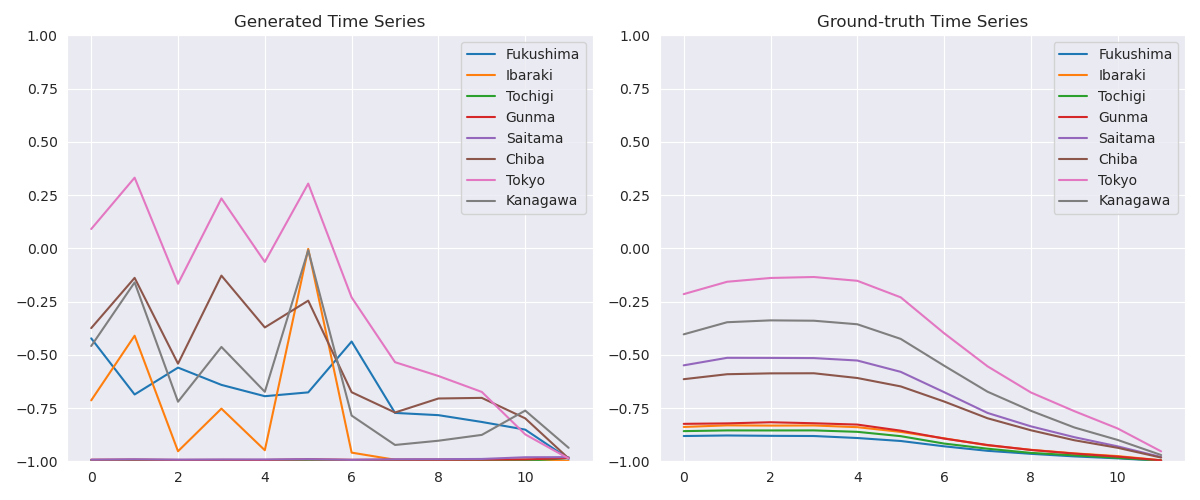 Generated Time Series
1.00
0.75
0.50
0.25
0.00
−0.25
−0.50
−0.75
−1.00
0 2 4 6 8 10
Fukushima
Ibaraki
Tochigi
Gunma
Saitama
Chiba
Tokyo
Kanagawa
Ground-truth Time Series
1.00
0.75
0.50
0.25
0.00
−0.25
−0.50
−0.75
−1.00
0 2 4 6 8 10
Fukushima
Ibaraki
Tochigi
Gunma
Saitama
Chiba
Tokyo
Kanagawa